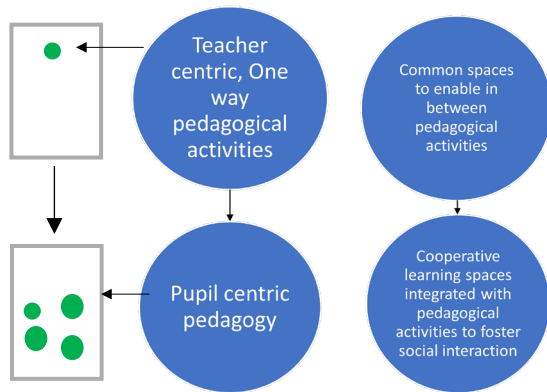 Teacher
centric, One
way
pedagogical
activities
Common spaces
to enable in
between
pedagogical
activities
Pupil centric
pedagogy
Cooperative
learning spaces
integrated with
pedagogical
activities to foster
social interaction